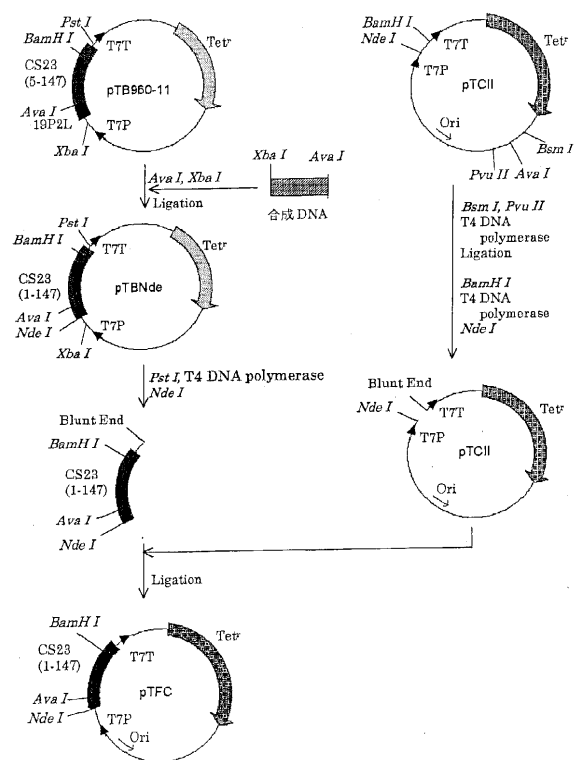 Pst I
BamH I
T7T
Tetr
CS23
(5-147)
pTB960-11
Ava I
19P2L
T7P
Xba I
BamH I
Nde I
T7T
Tetr
T7P
pTCII
Ori
Bsm I
Pvu II
Ava I
Ava I, Xba I
Ligation
Xba I
Ava I
合成 DNA
Pst I
BamH I
T7T
Tetr
CS23
(1-147)
pTBNde
Ava I
Nde I
T7P
Xba I
Bsm I, Pvu II
T4 DNA
polymerase
Ligation
BamH I
T4 DNA
polymerase
Nde I
Pst I, T4 DNA polymerase
Nde I
Blunt End
BamH I
CS23
(1-147)
Ava I
Nde I
Blunt End
Nde I
T7T
Tetr
T7P
pTCII
Ori
Ligation
BamH I
CS23
(1-147)
T7T
Tetr
pTFC
Ava I
Nde I
T7P
Ori